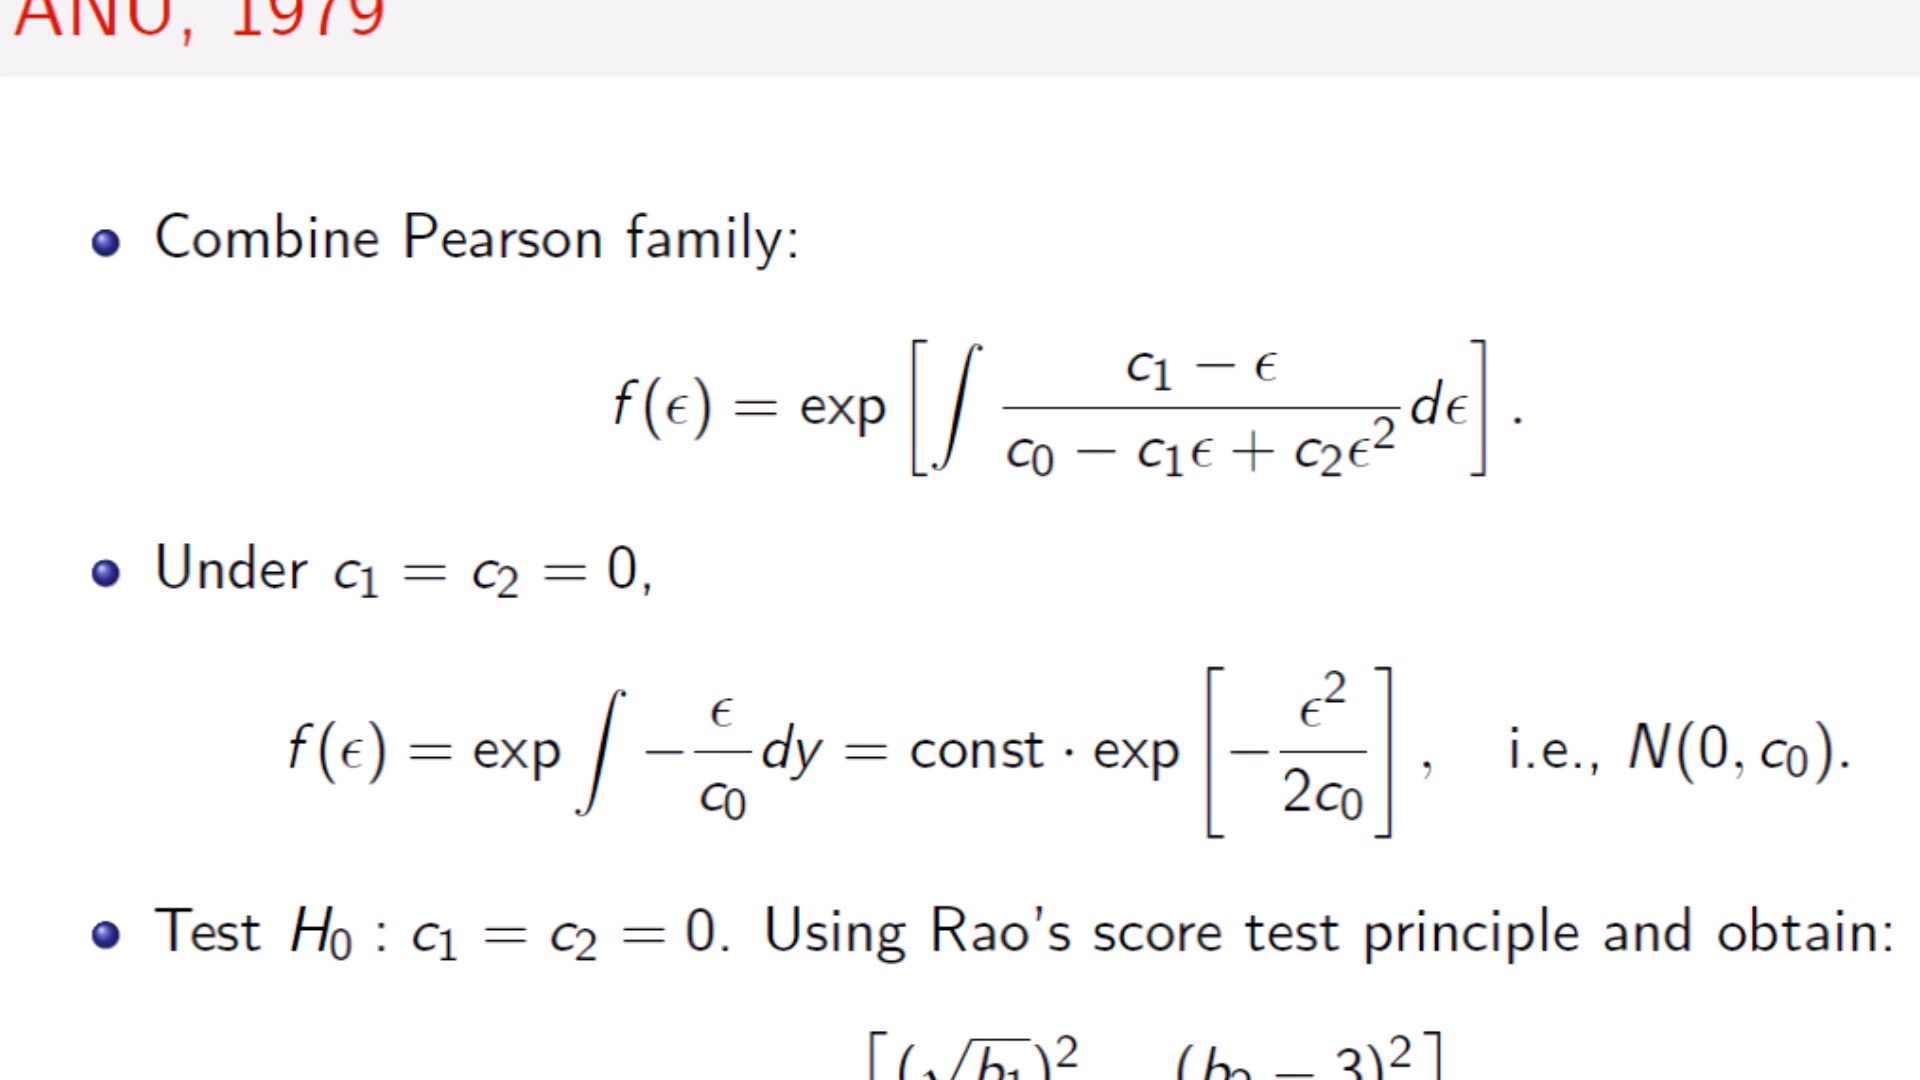 ANU, 1979
• Combine Pearson family:
f(ϵ) = exp [∫ (c₁ − ϵ)/(c₀ − c₁ϵ + c₂ϵ²) dϵ].
• Under c₁ = c₂ = 0,
f(ϵ) = exp ∫ −(ϵ/c₀) dy = const · exp [−ϵ²/(2c₀)], i.e., N(0, c₀).
• Test H₀ : c₁ = c₂ = 0. Using Rao's score test principle and obtain:
[(√b₁)² (b₂ − 3)²]